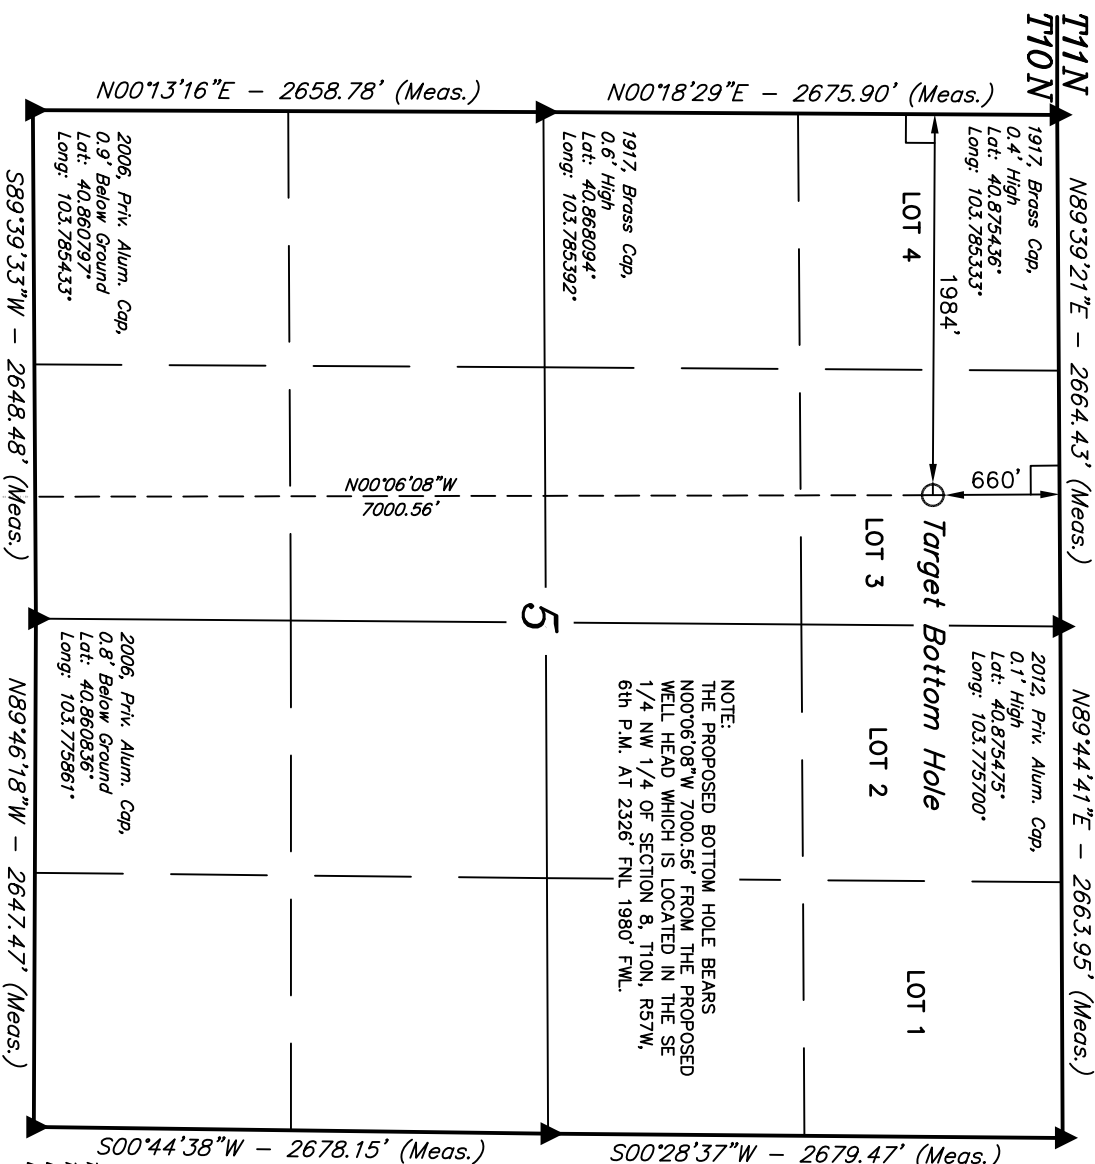 T11N
T10N
N89°39'21"E - 2664.43' (Meas.)
N89°44'41"E - 2663.95' (Meas.)
N00°13'16"E - 2658.78' (Meas.)
N00°18'29"E - 2675.90' (Meas.)
1917, Brass Cap,
0.4' High
Lat: 40.875436°
Long: 103.785333°
2012, Priv. Alum. Cap,
0.1' High
Lat: 40.875475°
Long: 103.775700°
660'
1984'
Target Bottom Hole
LOT 4
LOT 3
LOT 2
LOT 1
1917, Brass Cap,
0.6' High
Lat: 40.868094°
Long: 103.785392°
NOTE:
THE PROPOSED BOTTOM HOLE BEARS
N00°06'08"W 7000.56' FROM THE PROPOSED
WELL HEAD WHICH IS LOCATED IN THE SE
1/4 NW 1/4 OF SECTION 8, T10N, R57W,
6th P.M. AT 2326' FNL 1980' FWL.
5
N00°06'08"W
7000.56'
2006, Priv. Alum. Cap,
0.9' Below Ground
Lat: 40.860797°
Long: 103.785433°
2006, Priv. Alum. Cap,
0.8' Below Ground
Lat: 40.860836°
Long: 103.775861°
S89°39'33"W - 2648.48' (Meas.)
N89°46'18"W - 2647.47' (Meas.)
S00°44'38"W - 2678.15' (Meas.)
S00°28'37"W - 2679.47' (Meas.)